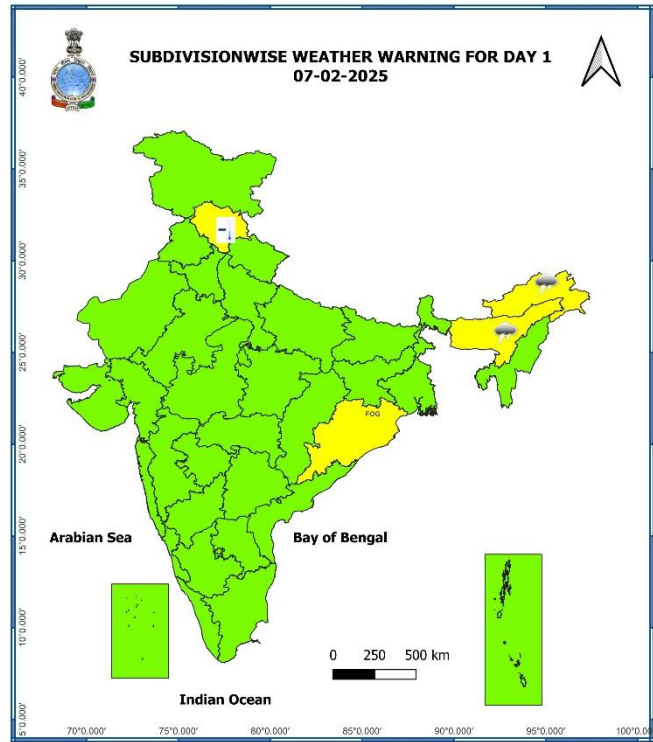 SUBDIVISIONWISE WEATHER WARNING FOR DAY 1
07-02-2025
40°0.000'
35°0.000'
30°0.000'
25°0.000'
20°0.000'
15°0.000'
10°0.000'
5°0.000'
FOG
Arabian Sea
Bay of Bengal
0 250 500 km
Indian Ocean
70°0.000' 75°0.000' 80°0.000' 85°0.000' 90°0.000' 95°0.000' 100°0.0